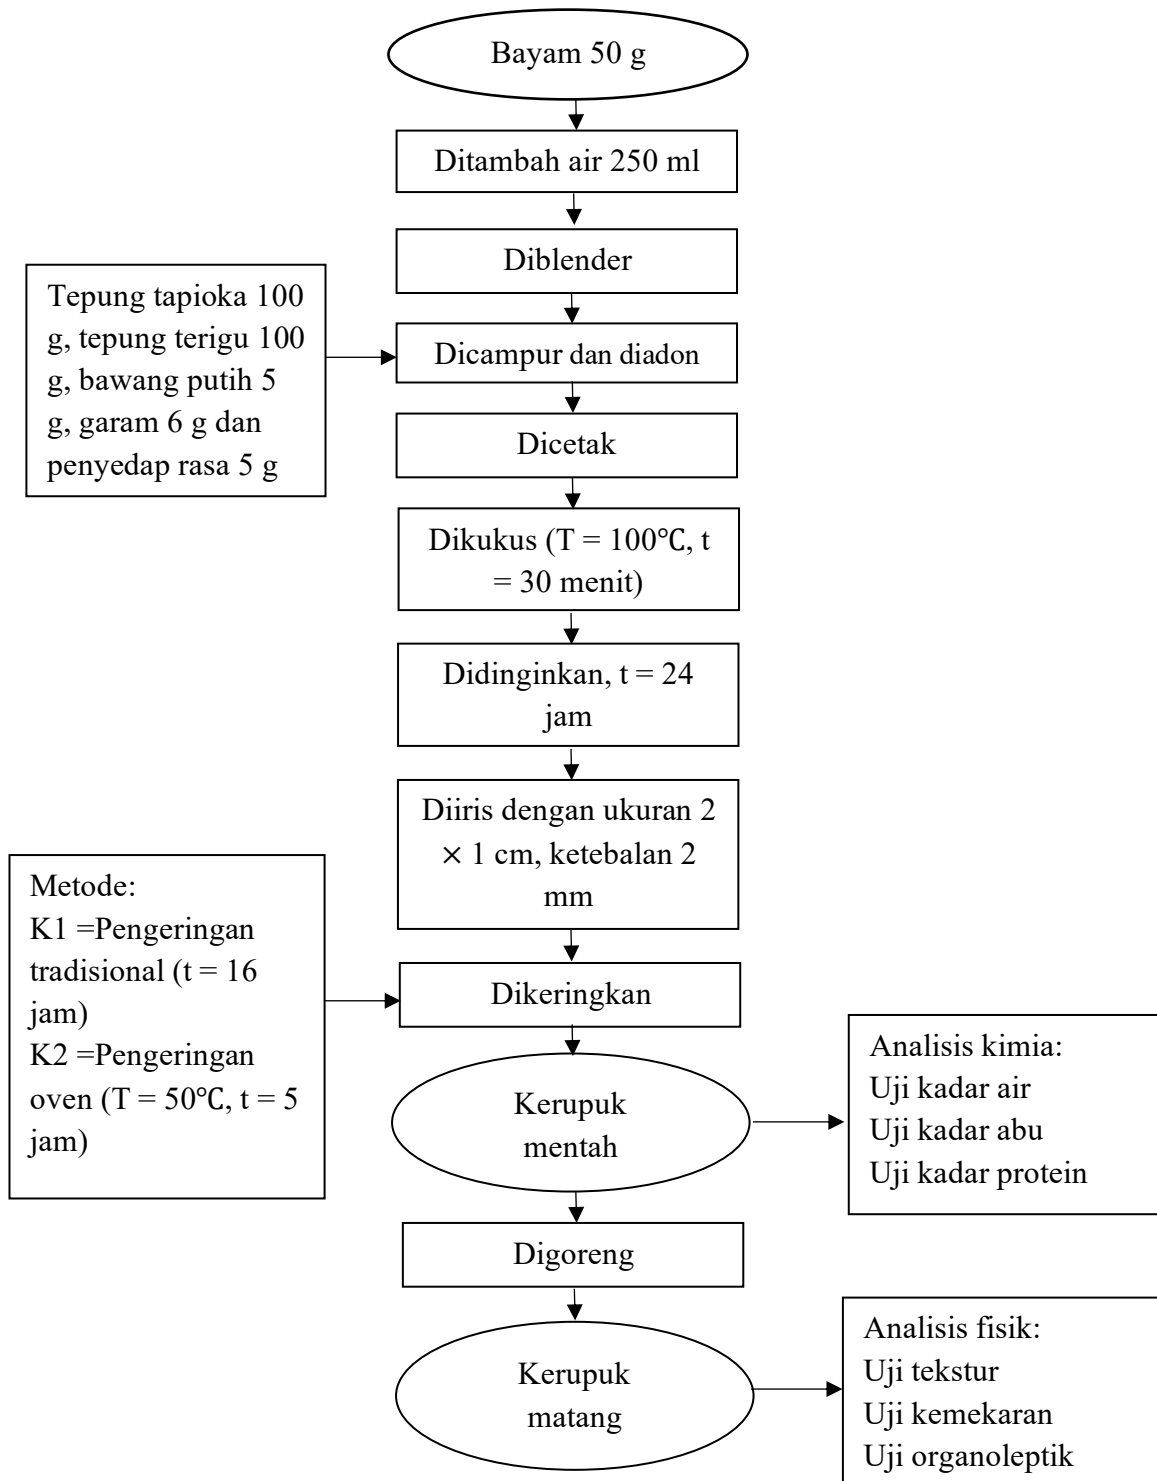 Bayam 50 g
Ditambah air 250 ml
Diblender
Tepung tapioka 100
g, tepung terigu 100
g, bawang putih 5
g, garam 6 g dan
penyedap rasa 5 g
Dicampur dan diadon
Dicetak
Dikukus (T = 100℃, t
= 30 menit)
Didinginkan, t = 24
jam
Diiris dengan ukuran 2
× 1 cm, ketebalan 2
mm
Metode:
K1 =Pengeringan
tradisional (t = 16
jam)
K2 =Pengeringan
oven (T = 50℃, t = 5
jam)
Dikeringkan
Kerupuk
mentah
Analisis kimia:
Uji kadar air
Uji kadar abu
Uji kadar protein
Digoreng
Kerupuk
matang
Analisis fisik:
Uji tekstur
Uji kemekaran
Uji organoleptik